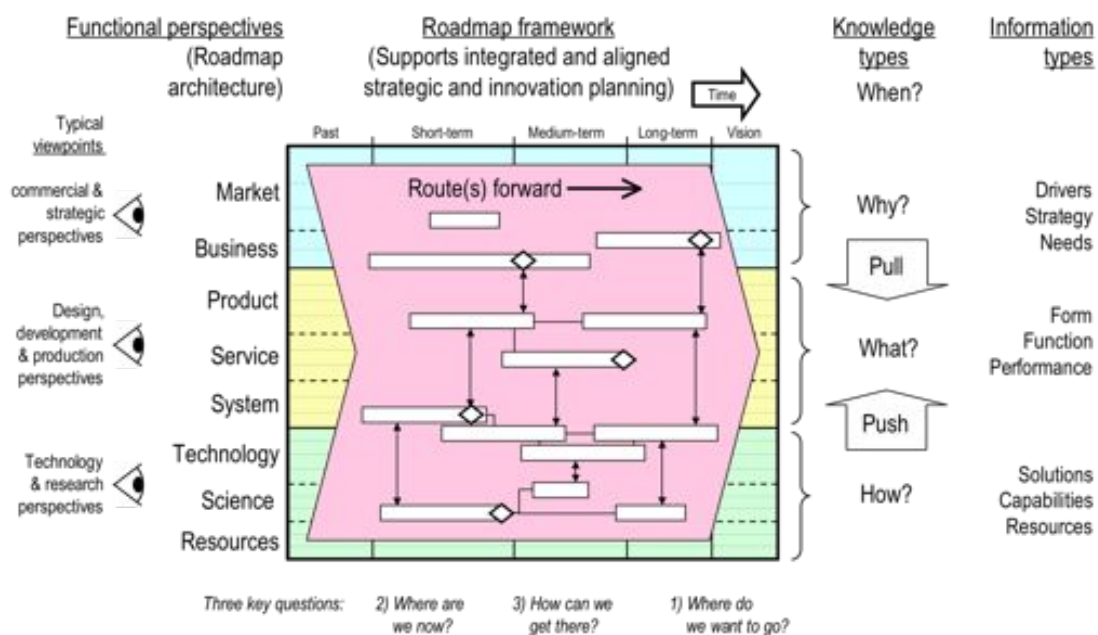 Functional perspectives
(Roadmap
architecture)
Roadmap framework
(Supports integrated and aligned
strategic and innovation planning)
Time
Knowledge
types
When?
Information
types
Typical
viewpoints
Past
Short-term
Medium-term
Long-term
Vision
commercial &
strategic
perspectives
Market
Business
Route(s) forward
Why?
Drivers
Strategy
Needs
Pull
Design,
development
& production
perspectives
Product
Service
System
What?
Form
Function
Performance
Push
Technology
& research
perspectives
Technology
Science
Resources
How?
Solutions
Capabilities
Resources
Three key questions:
2) Where are
we now?
3) How can we
get there?
1) Where do
we want to go?